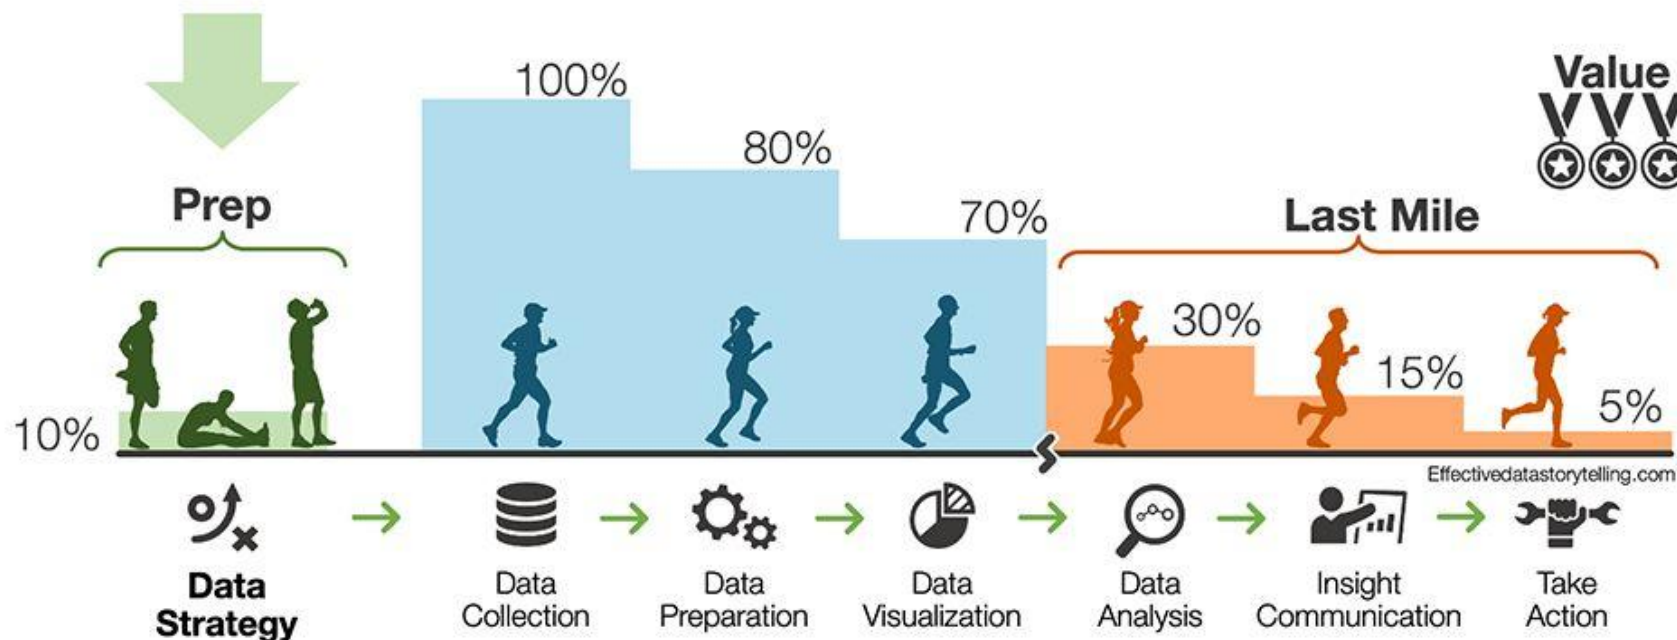 100%
80%
70%
Value
Prep
Last Mile
30%
15%
5%
10%
Effectivedatastorytelling.com
Data
Strategy
Data
Collection
Data
Preparation
Data
Visualization
Data
Analysis
Insight
Communication
Take
Action